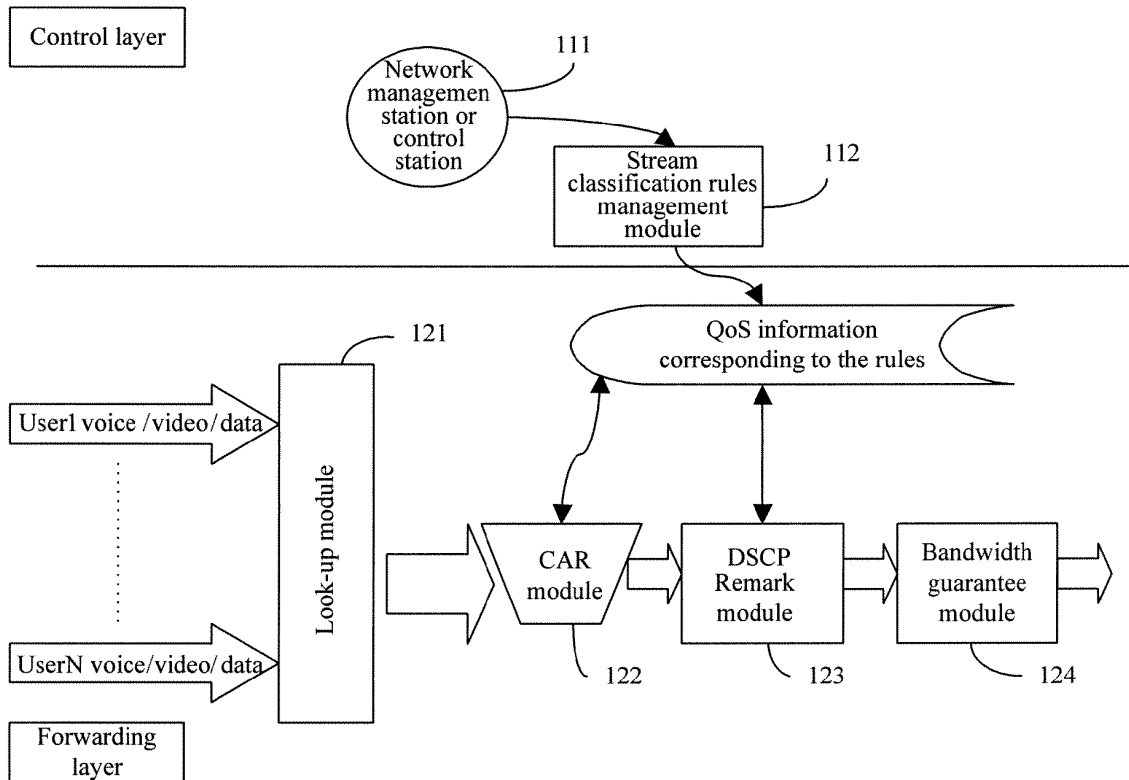 Control layer
111
Network
managemen
station or
control
station
112
Stream
classification rules
management
module
QoS information
corresponding to the rules
121
User1 voice /video/data
Look-up module
CAR
module
DSCP
Remark
module
Bandwidth
guarantee
module
UserN voice/video/data
122
123
124
Forwarding
layer